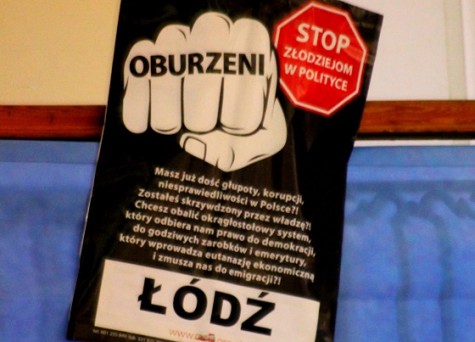 STOP
ZŁODZIEJOM
W POLITYCE
OBURZENI
Masz już dość głupoty, korupcji,
niesprawiedliwości w Polsce?!
Zostałeś skrzywdzony przez władzę?!
Chcesz obalić okrągłostołowy system,
który odbiera nam prawo do demokracji,
do godziwych zarobków i emerytury,
który wprowadza eutanazję ekonomiczną
i zmusza nas do emigracji?!
ŁÓDŹ
www.